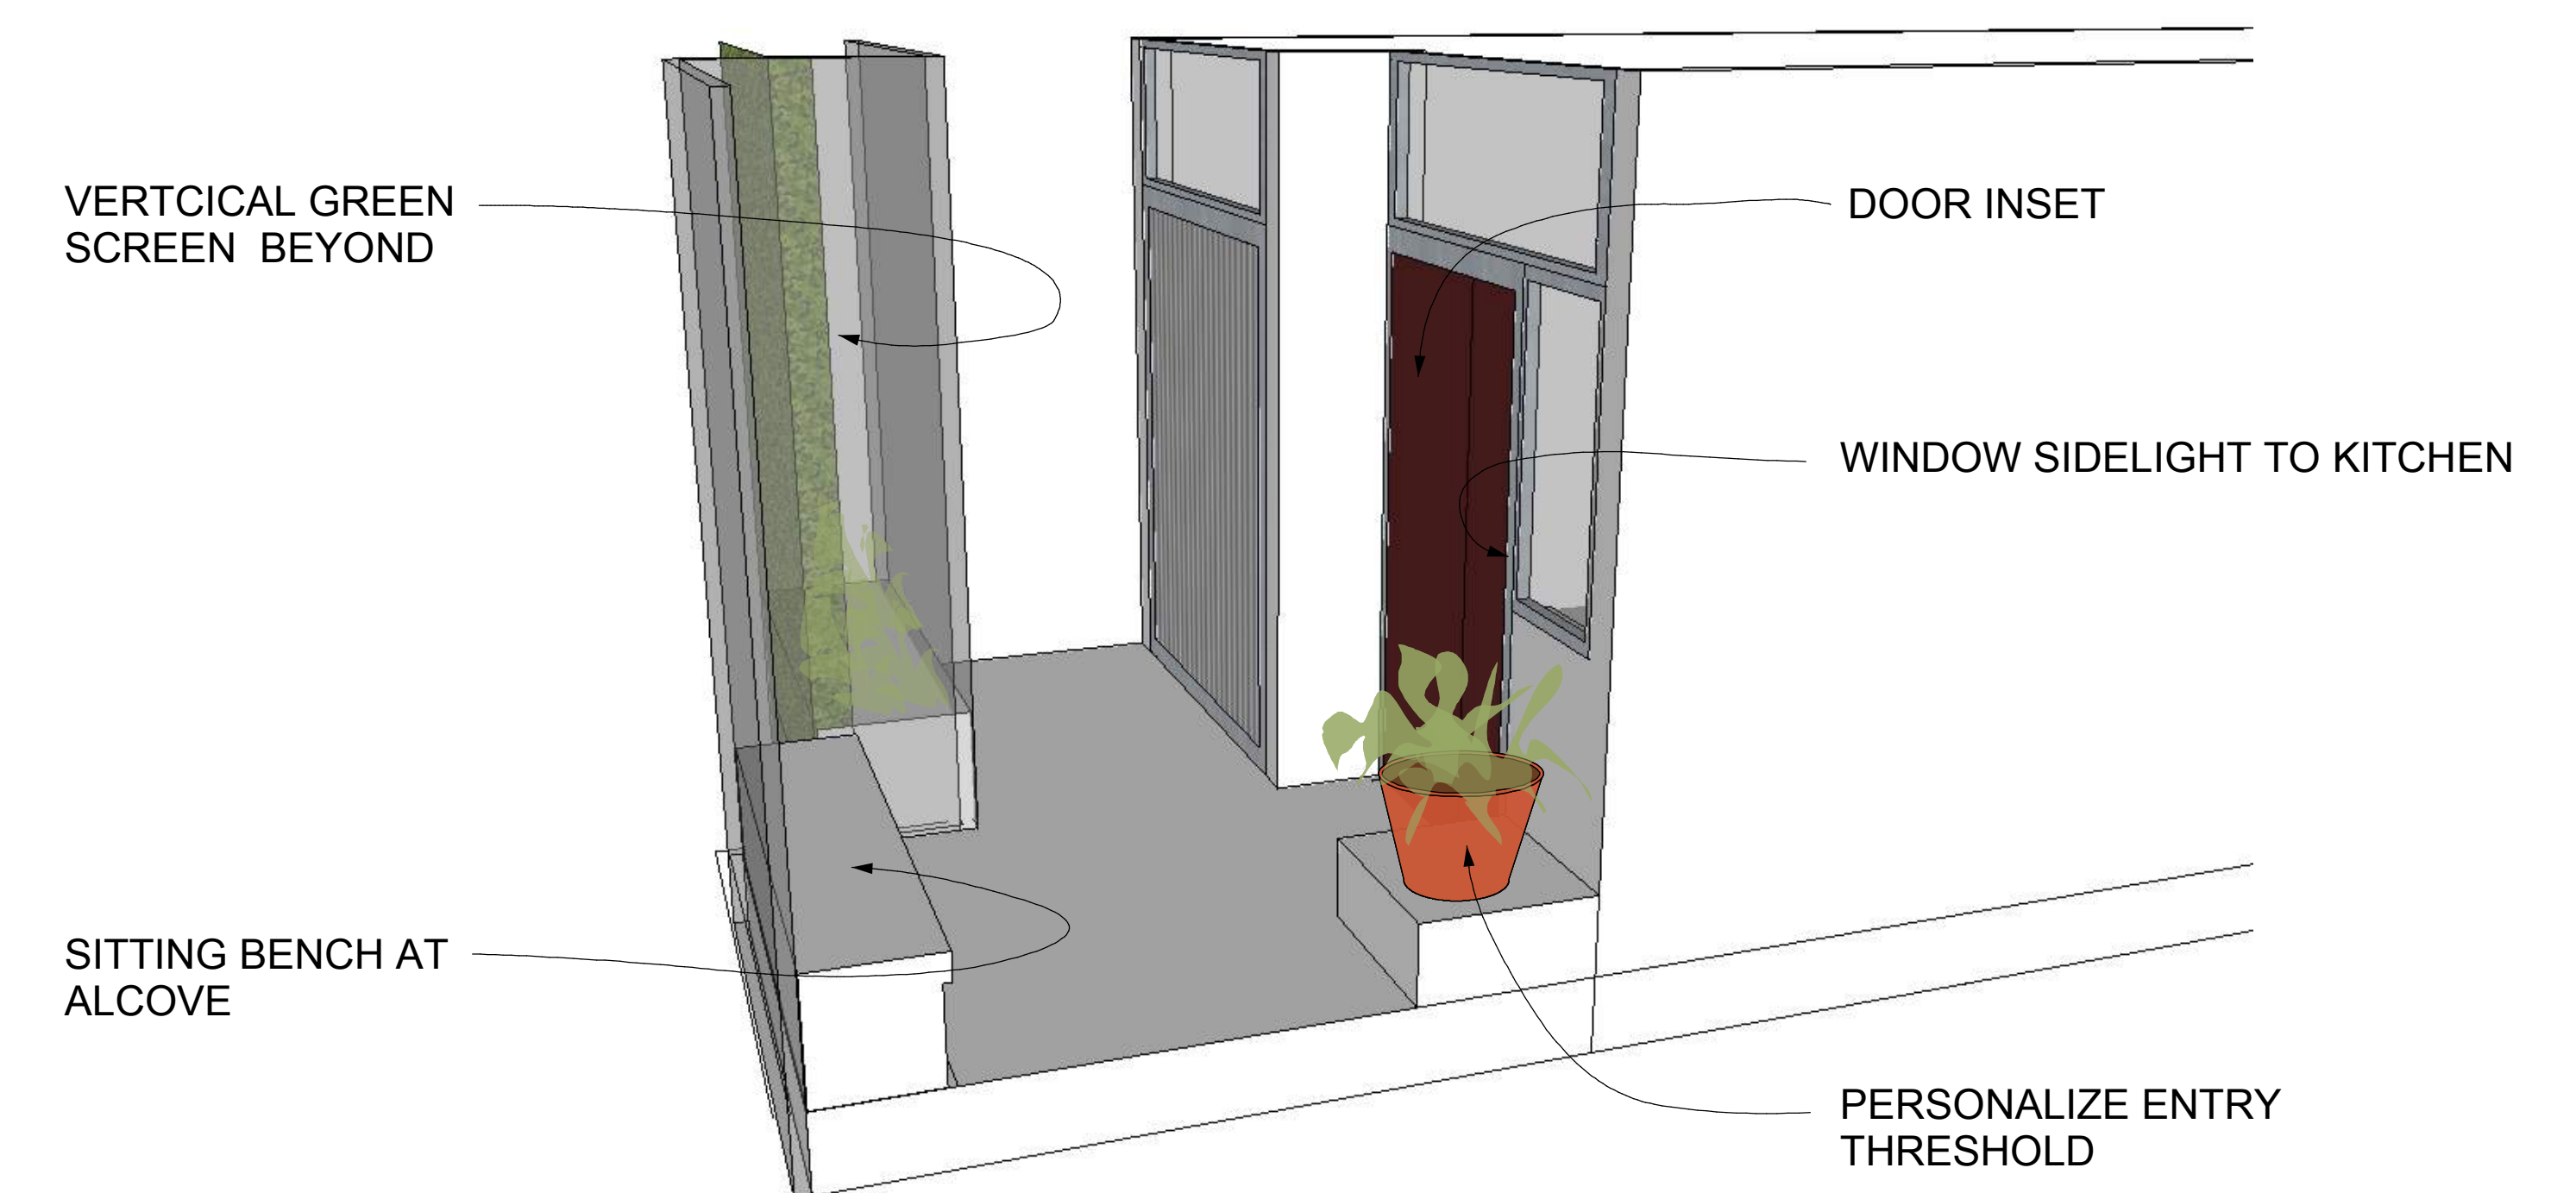 VERTCICAL GREEN
SCREEN  BEYOND
DOOR INSET
WINDOW SIDELIGHT TO KITCHEN
SITTING BENCH AT
ALCOVE
PERSONALIZE ENTRY
THRESHOLD